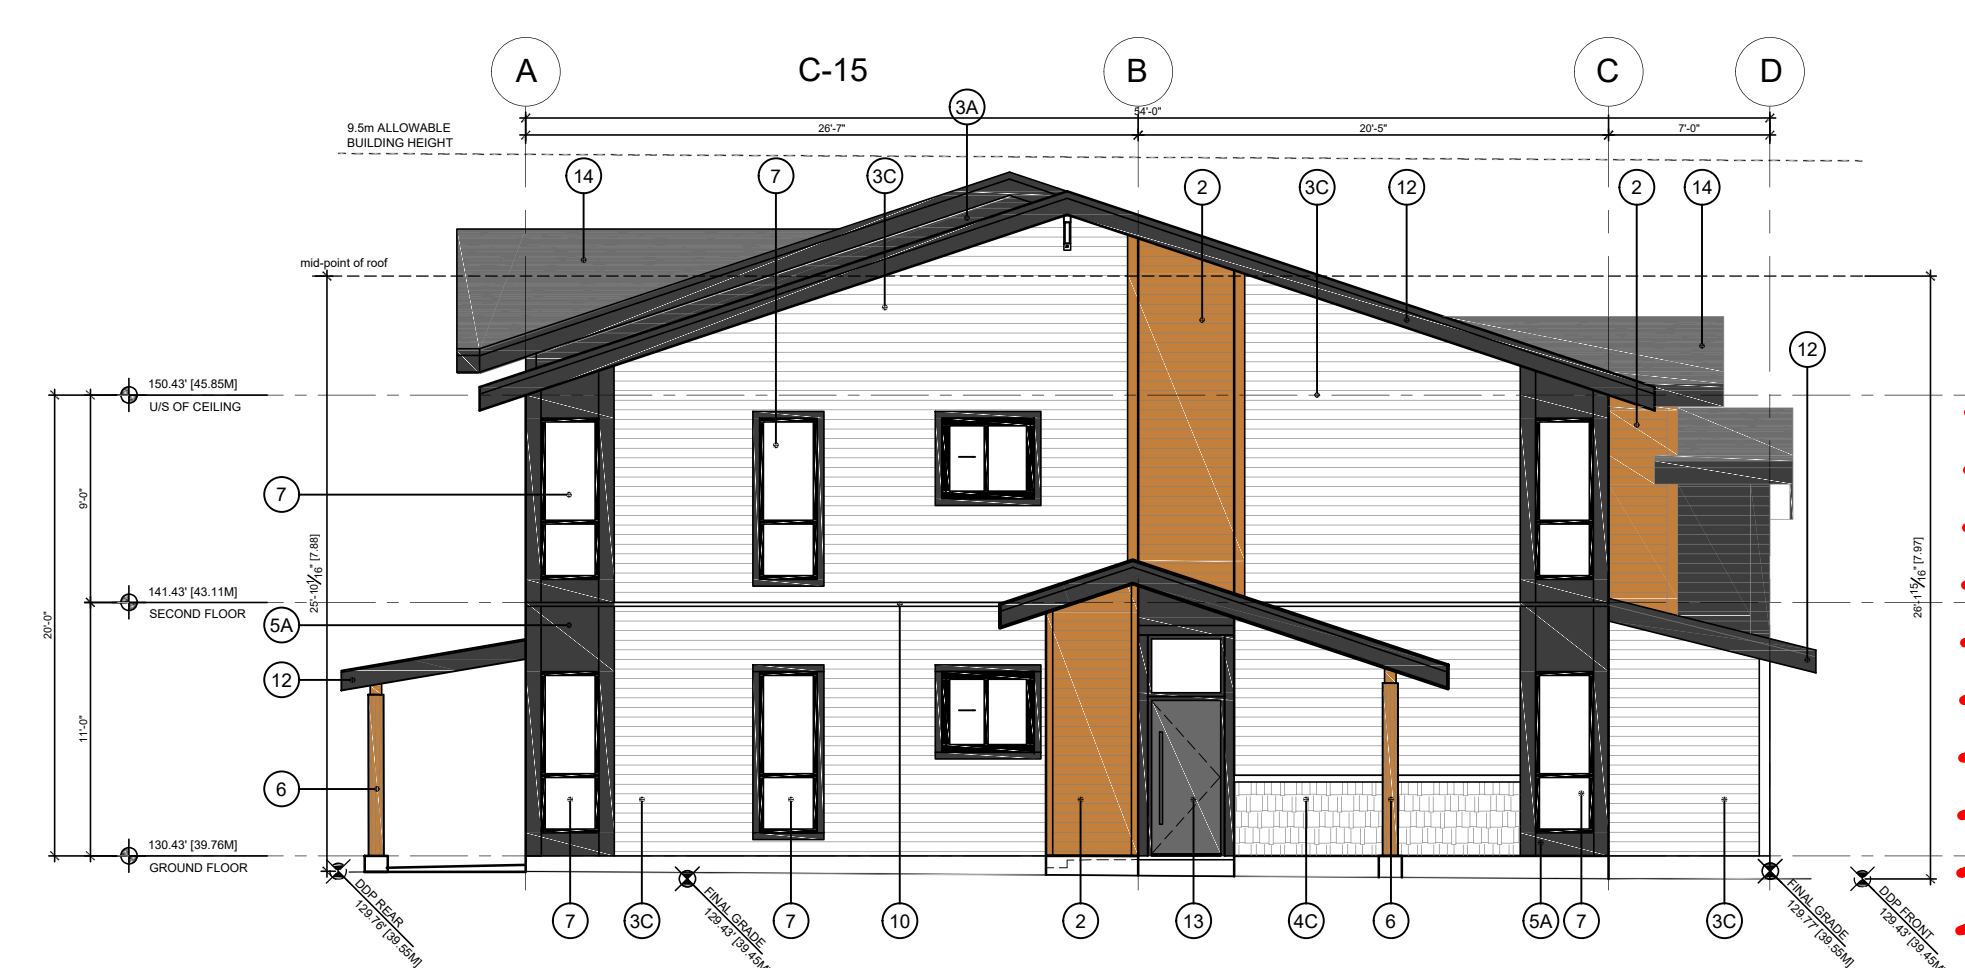 A
C-15
B
C
D
3A
54'-0"
26'-7"
20'-5"
7'-0"
9.5m ALLOWABLE
BUILDING HEIGHT
14
7
3C
2
3C
12
2
14
mid-point of roof
12
150.43' [45.85M]
U/S OF CEILING
7
9'-0"
25'-10 1/16" [7.88]
26'-1 15/16" [7.97]
141.43' [43.11M]
SECOND FLOOR
20'-0"
5A
12
11'-0"
6
130.43' [39.76M]
GROUND FLOOR
DDP REAR
129.76' [39.55M]
FINAL GRADE
129.43' [39.45M]
FINAL GRADE
129.77' [39.55M]
DDP FRONT
129.43' [39.45M]
7
3C
7
10
2
13
4C
6
5A
7
3C